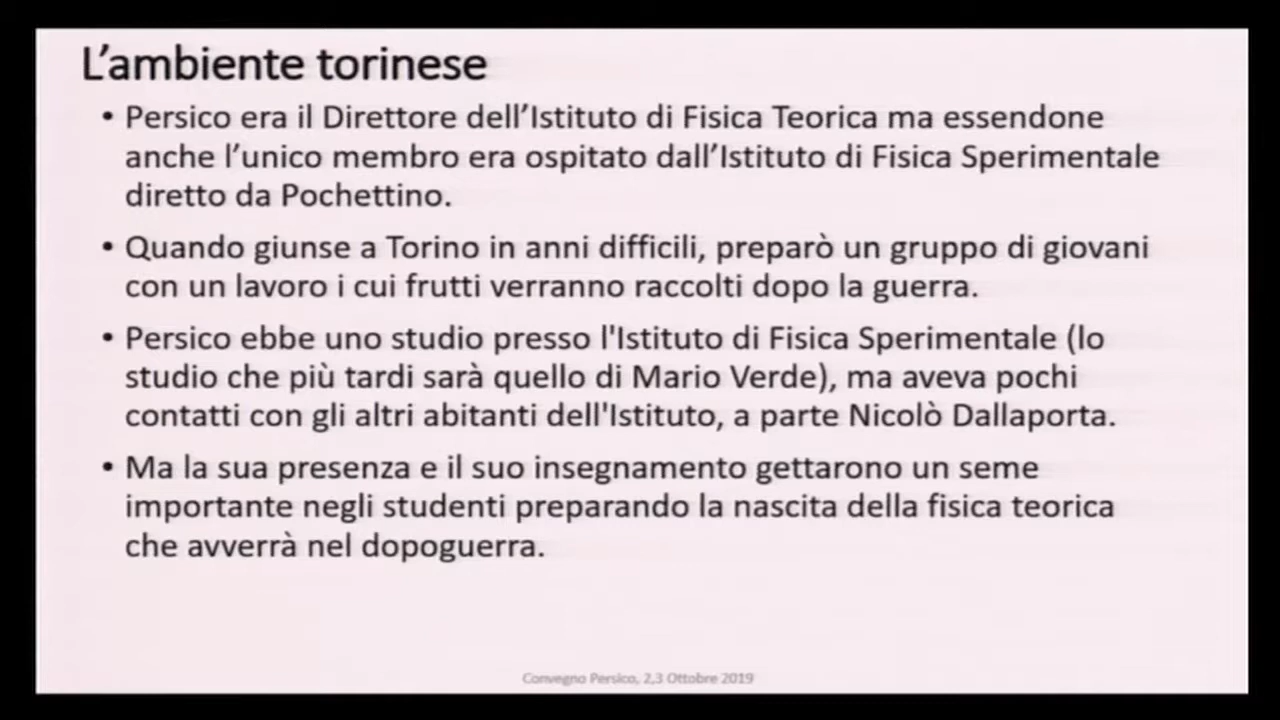 L’ambiente torinese
• Persico era il Direttore dell’Istituto di Fisica Teorica ma essendone
anche l’unico membro era ospitato dall’Istituto di Fisica Sperimentale
diretto da Pochettino.
• Quando giunse a Torino in anni difficili, preparò un gruppo di giovani
con un lavoro i cui frutti verranno raccolti dopo la guerra.
• Persico ebbe uno studio presso l'Istituto di Fisica Sperimentale (lo
studio che più tardi sarà quello di Mario Verde), ma aveva pochi
contatti con gli altri abitanti dell'Istituto, a parte Nicolò Dallaporta.
• Ma la sua presenza e il suo insegnamento gettarono un seme
importante negli studenti preparando la nascita della fisica teorica
che avverrà nel dopoguerra.
Convegno Persico, 2,3 Ottobre 2019